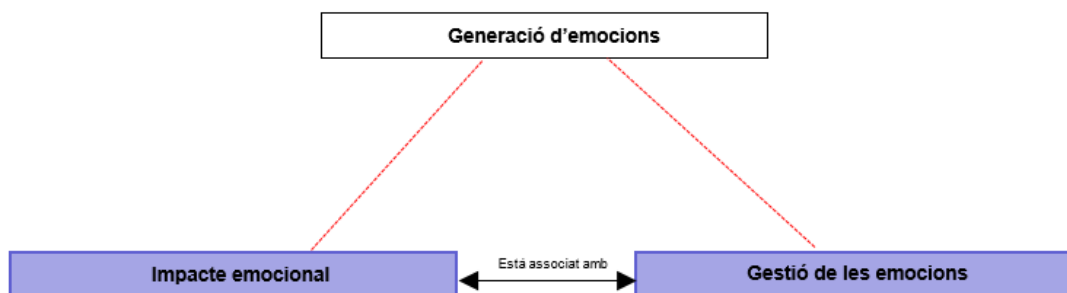 Generació d’emocions
Impacte emocional
Está associat amb
Gestió de les emocions